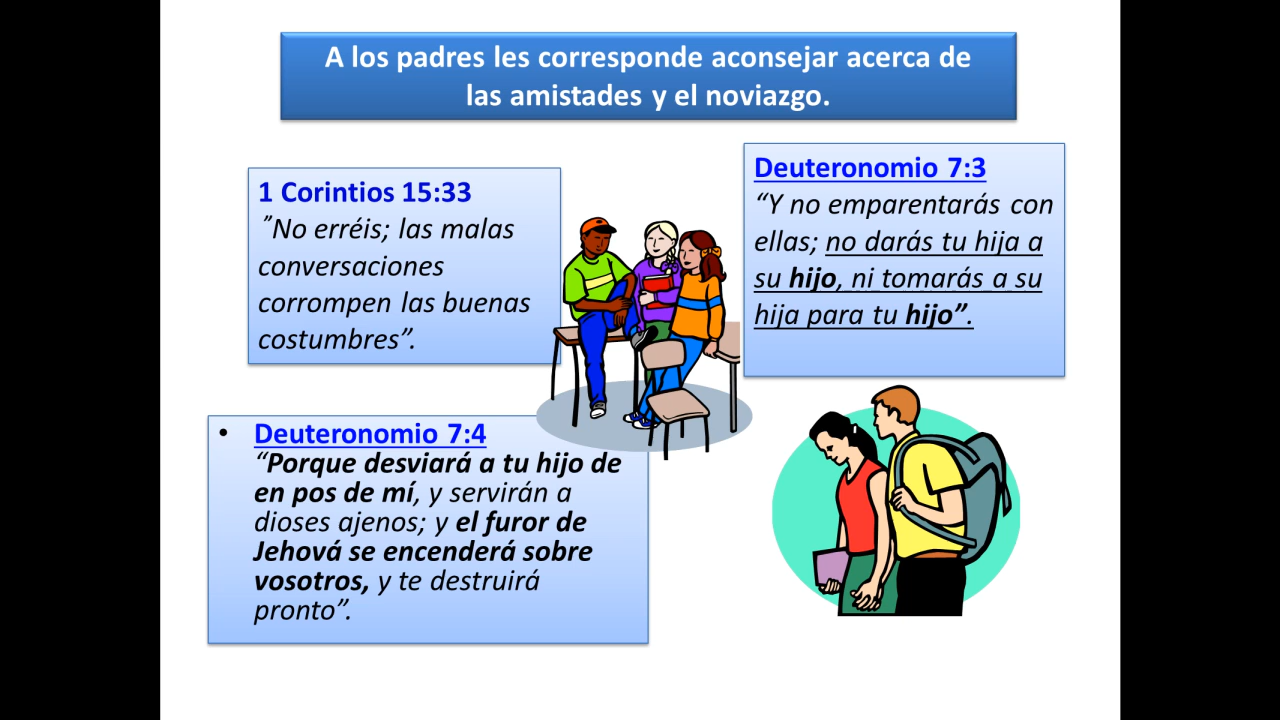 A los padres les corresponde aconsejar acerca de
las amistades y el noviazgo.
1 Corintios 15:33
”No erréis; las malas
conversaciones
corrompen las buenas
costumbres”.
Deuteronomio 7:3
“Y no emparentarás con
ellas; no darás tu hija a
su hijo, ni tomarás a su
hija para tu hijo”.
• Deuteronomio 7:4
“Porque desviará a tu hijo de
en pos de mí, y servirán a
dioses ajenos; y el furor de
Jehová se encenderá sobre
vosotros, y te destruirá
pronto”.